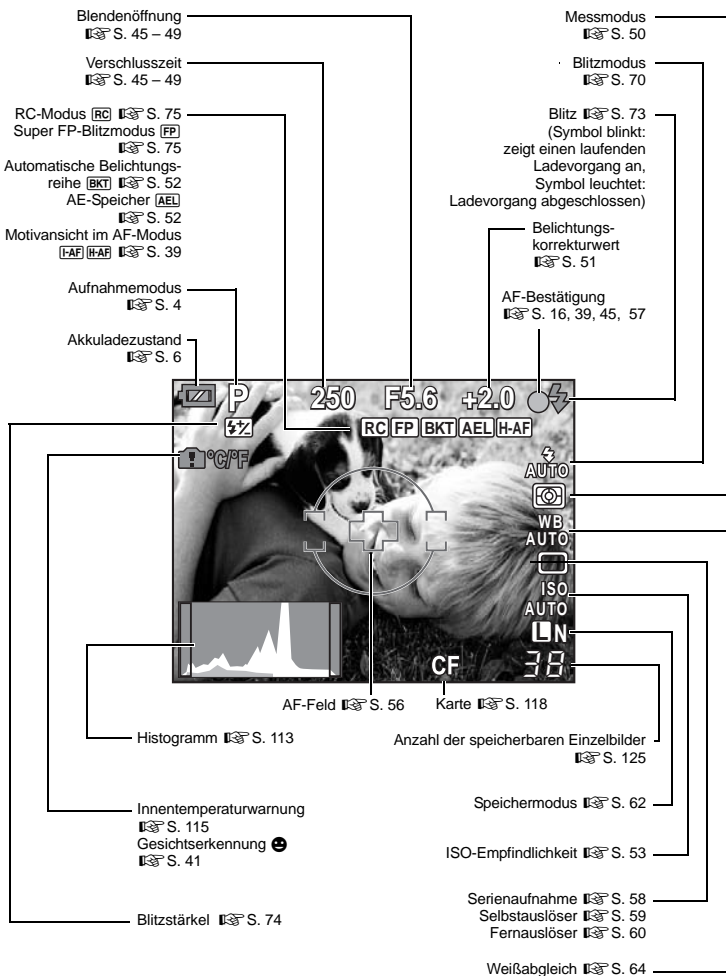 Blendenöffnung
☞ S. 45 – 49
Verschlusszeit
☞ S. 45 – 49
RC-Modus RC ☞ S. 75
Super FP-Blitzmodus FP
☞ S. 75
Automatische Belichtungs-
reihe BKT ☞ S. 52
AE-Speicher AEL
☞ S. 52
Motivansicht im AF-Modus
I-AF H-AF ☞ S. 39
Aufnahmemodus
☞ S. 4
Akkuladezustand
☞ S. 6
Messmodus
☞ S. 50
Blitzmodus
☞ S. 70
Blitz ☞ S. 73
(Symbol blinkt:
zeigt einen laufenden
Ladevorgang an,
Symbol leuchtet:
Ladevorgang abgeschlossen)
Belichtungs-
korrekturwert
☞ S. 51
AF-Bestätigung
☞ S. 16, 39, 45, 57
P 250 F5.6 +2.0
RC FP BKT AEL H-AF
°C/°F
AUTO
WB
AUTO
ISO
AUTO
L N
CF 38
AF-Feld ☞ S. 56 Karte ☞ S. 118
Histogramm ☞ S. 113
Anzahl der speicherbaren Einzelbilder
☞ S. 125
Innentemperaturwarnung
☞ S. 115
Gesichtserkennung
☞ S. 41
Blitzstärkel ☞ S. 74
Speichermodus ☞ S. 62
ISO-Empfindlichkeit ☞ S. 53
Serienaufnahme ☞ S. 58
Selbstauslöser ☞ S. 59
Fernauslöser ☞ S. 60
Weißabgleich ☞ S. 64